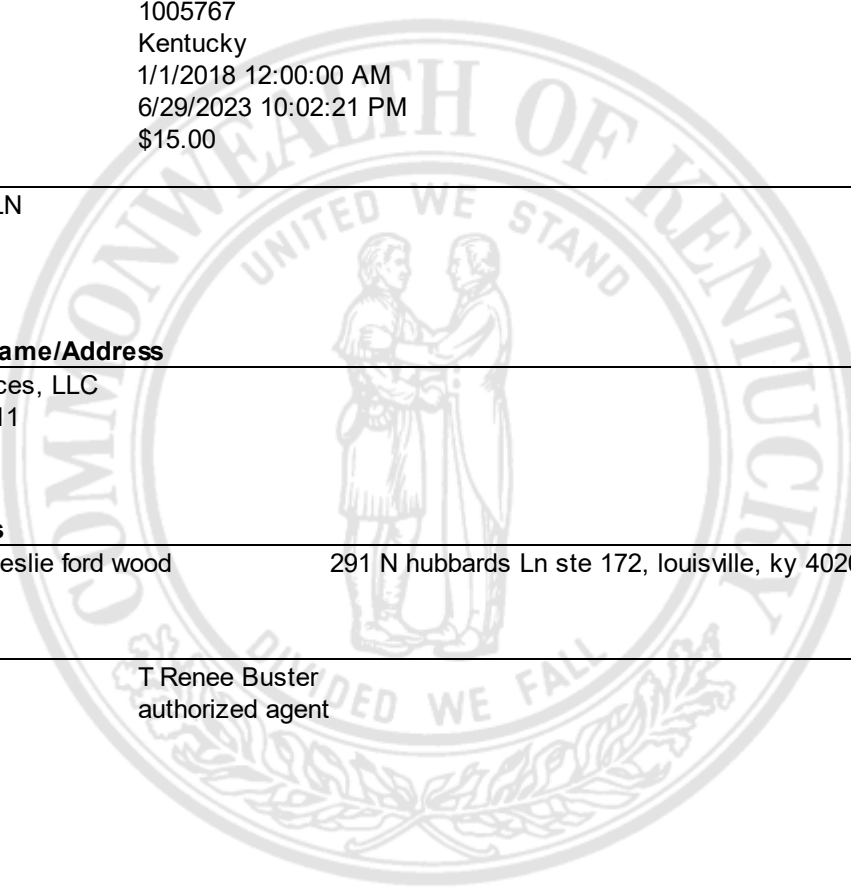 1005767
Kentucky
1/1/2018 12:00:00 AM
6/29/2023 10:02:21 PM
$15.00
LN
ame/Address
ces, LLC
11
s
eslie ford wood 291 N hubbards Ln ste 172, louisville, ky 4020
T Renee Buster
authorized agent
COMMONWEALTH OF KENTUCKY
UNITED WE STAND
DIVIDED WE FALL